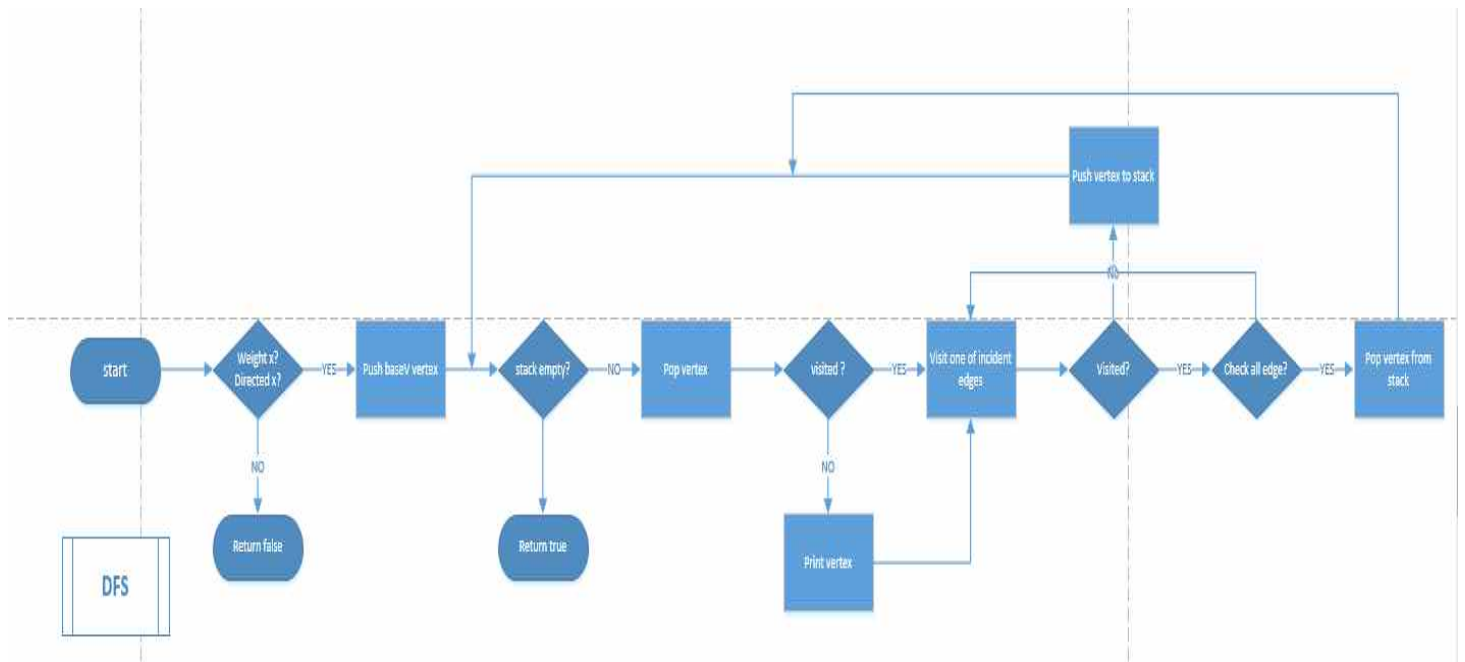 start
Weight x?
Directed x?
YES
NO
Return false
Push baseV vertex
stack empty?
NO
Return true
Pop vertex
visited ?
YES
NO
Print vertex
Visit one of incident
edges
Visited?
NO
Push vertex to stack
YES
Check all edge?
YES
Pop vertex from
stack
DFS